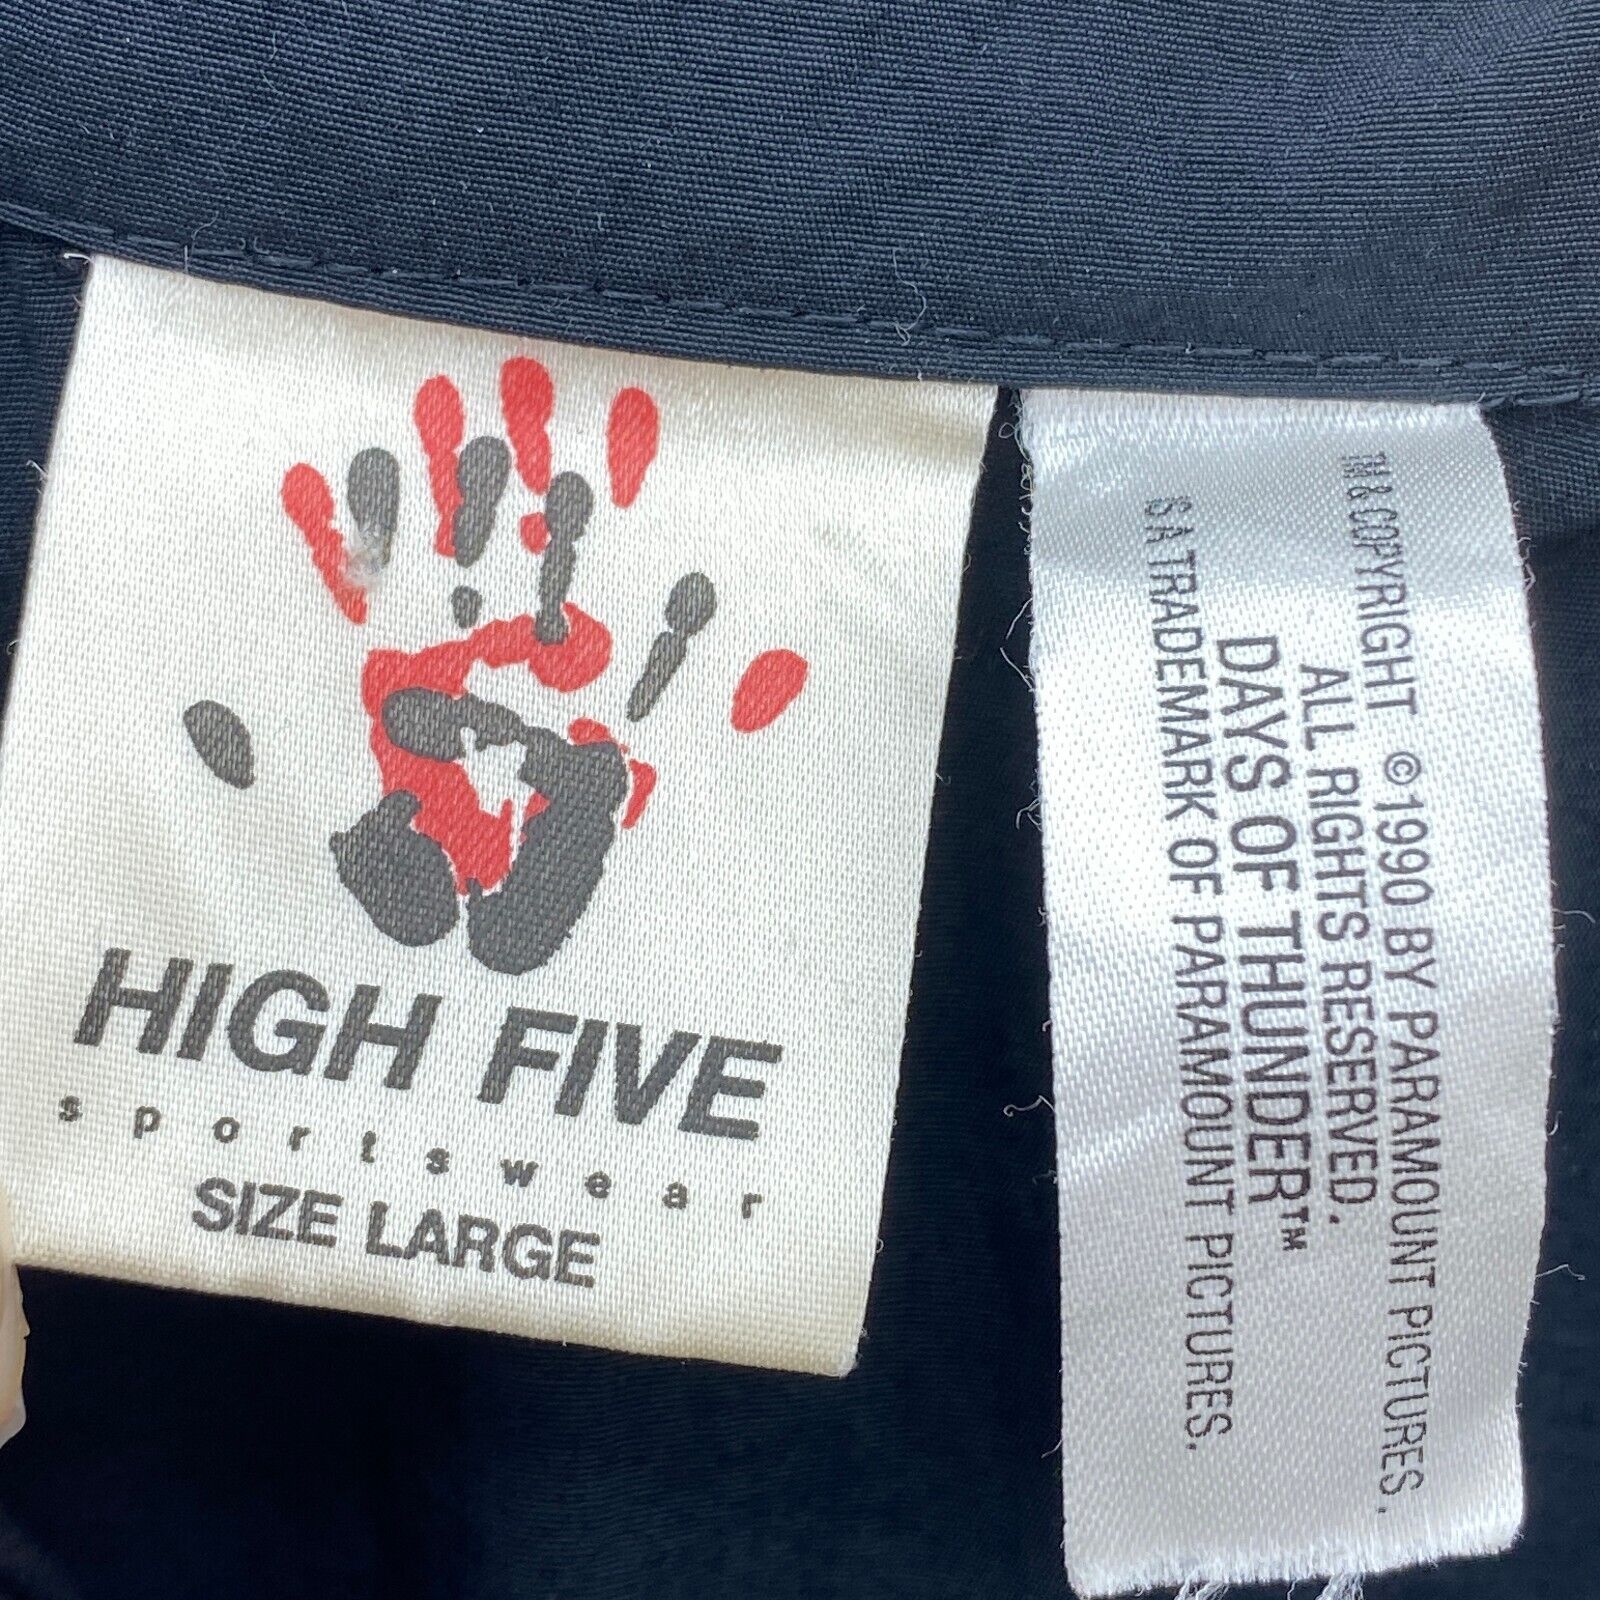 HIGH FIVE
sportswear
SIZE LARGE
TM & COPYRIGHT ©1990 BY PARAMOUNT PICTURES.
ALL RIGHTS RESERVED.
DAYS OF THUNDER™
IS A TRADEMARK OF PARAMOUNT PICTURES.